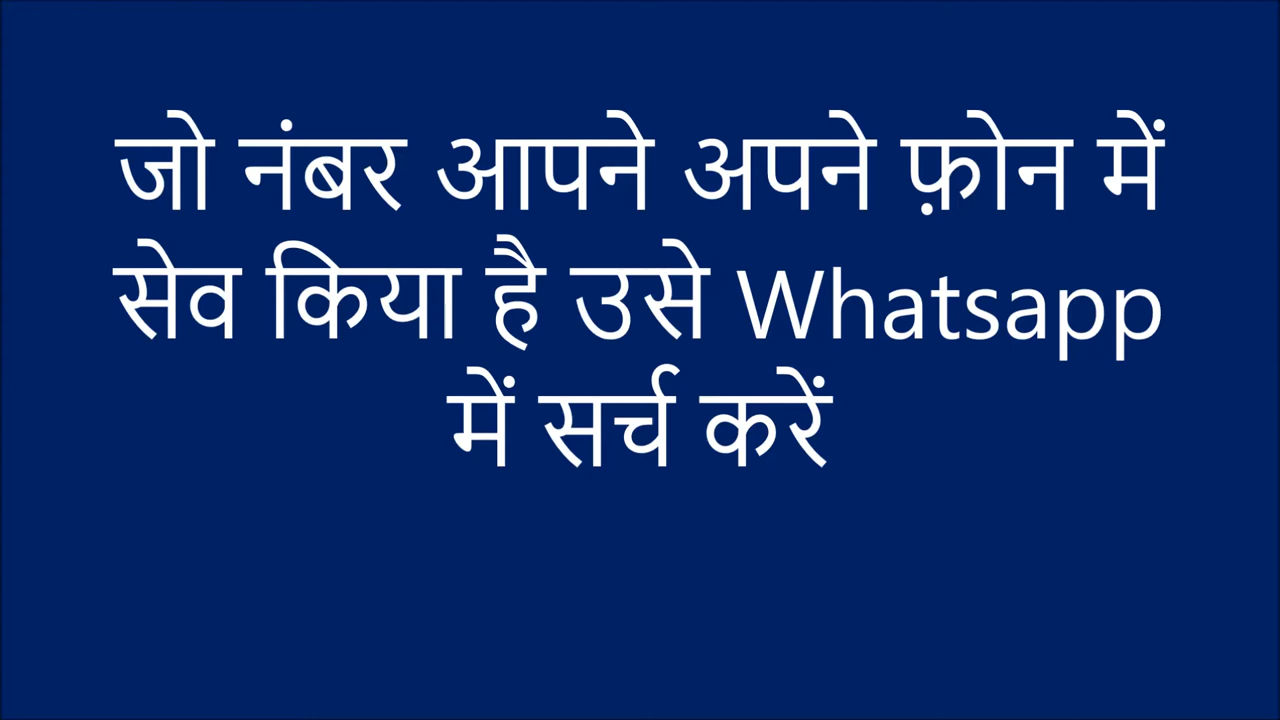 जो नंबर आपने अपने फ़ोन में
सेव किया है उसे Whatsapp
में सर्च करें